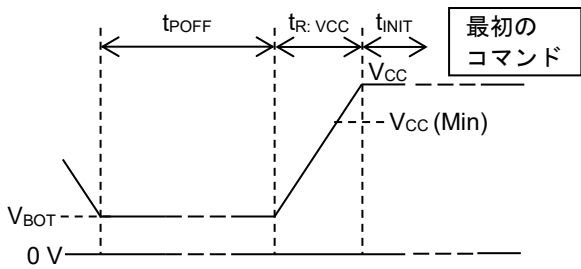 tPOFF
tR: VCC
tINIT
最初の
コマンド
VCC
VCC (Min)
VBOT
0 V